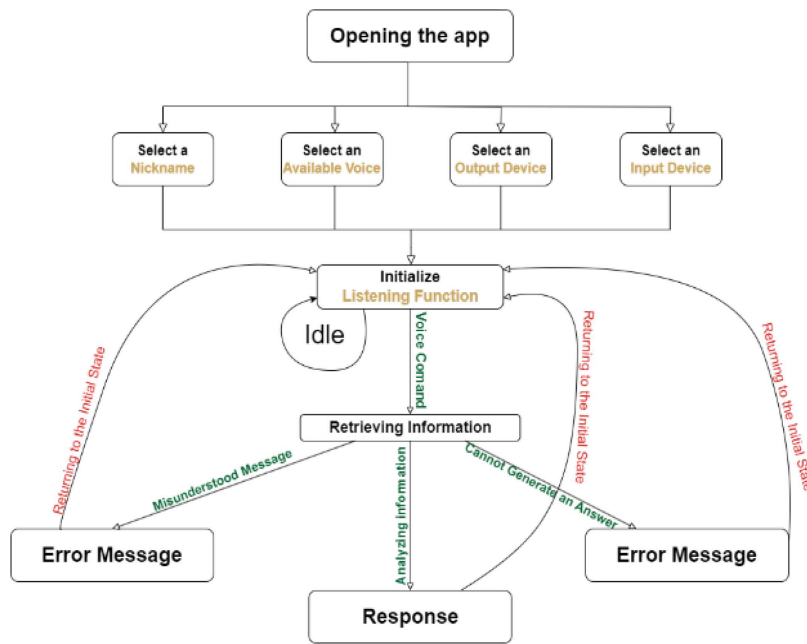 Opening the app
Select a
Nickname
Select an
Available Voice
Select an
Output Device
Select an
Input Device
Initialize
Listening Function
Idle
Voice Comand
Returning to the Initial State
Returning to the Initial State
Returning to the Initial State
Retrieving Information
Misunderstood Message
Analyzing information
Cannot Generate an Answer
Error Message
Error Message
Response